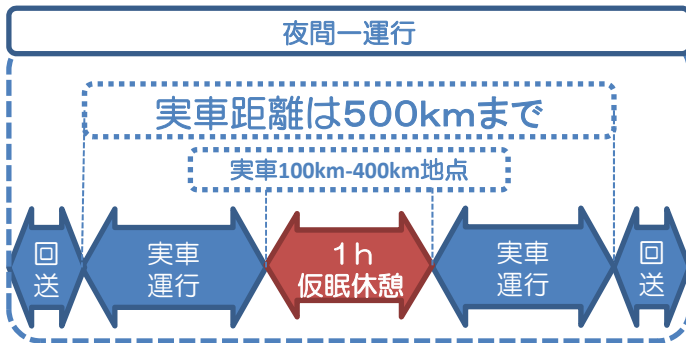 夜間一運行
実車距離は500kmまで
実車100km-400km地点
回
送
実車
運行
1h
仮眠休憩
実車
運行
回
送